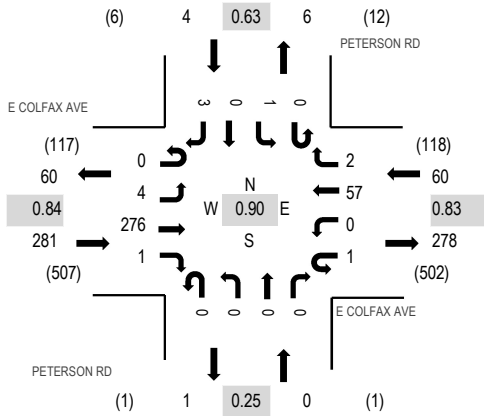 (6) 4 0.63 6 (12)
PETERSON RD
E COLFAX AVE
3 0 1 0
(117) (118)
60 0 2 60
0.84 4 N 57 0.83
W 0.90 E
281 276 S 0 278
(507) 1 1 (502)
0 0 0 0
E COLFAX AVE
PETERSON RD
(1) 1 0.25 0 (1)